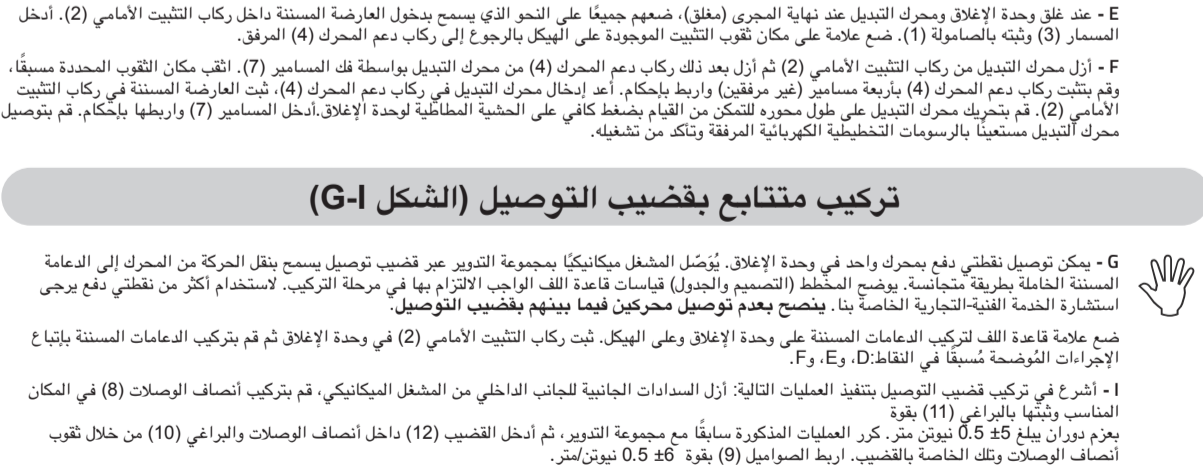 E - عند غلق وحدة الإغلاق ومحرك التبديل عند نهاية المجرى (مغلق)، ضعهم جميعًا على النحو الذي يسمح بدخول العارضة المسننة داخل ركاب التثبيت الأمامي (2). أدخل
المسمار (3) وثبته بالصامولة (1). ضع علامة على مكان ثقوب التثبيت الموجودة على الهيكل بالرجوع إلى ركاب دعم المحرك (4) المرفق.
F - أزل محرك التبديل من ركاب التثبيت الأمامي (2) ثم أزل بعد ذلك ركاب دعم المحرك (4) من محرك التبديل بواسطة فك المسامير (7). اثقب مكان الثقوب المحددة مسبقًا،
وقم بتثبت ركاب دعم المحرك (4) بأربعة مسامير (غير مرفقين) واربط بإحكام. أعد إدخال محرك التبديل في ركاب دعم المحرك (4)، ثبت العارضة المسننة في ركاب التثبيت
الأمامي (2). قم بتحريك محرك التبديل على طول محوره للتمكن من القيام بضغط كافي على الحشية المطاطية لوحدة الإغلاق.أدخل المسامير (7) واربطها بإحكام. قم بتوصيل
محرك التبديل مستعينًا بالرسومات التخطيطية الكهربائية المرفقة وتأكد من تشغيله.
تركيب متتابع بقضيب التوصيل (الشكل G-I)
G - يمكن توصيل نقطتي دفع بمحرك واحد في وحدة الإغلاق. يُوَصّل المشغل ميكانيكيًا بمجموعة التدوير عبر قضيب توصيل يسمح بنقل الحركة من المحرك إلى الدعامة
المسننة الخاملة بطريقة متجانسة. يوضح المخطط (التصميم والجدول) قياسات قاعدة اللف الواجب الالتزام بها في مرحلة التركيب. لاستخدام أكثر من نقطتي دفع يرجى
استشارة الخدمة الفنية-التجارية الخاصة بنا. ينصح بعدم توصيل محركين فيما بينهم بقضيب التوصيل.
ضع علامة قاعدة اللف لتركيب الدعامات المسننة على وحدة الإغلاق وعلى الهيكل. ثبت ركاب التثبيت الأمامي (2) في وحدة الإغلاق ثم قم بتركيب الدعامات المسننة بإتباع
الإجراءات المُوضحة مُسبقًا في النقاط:D، وE، وF.
I - أشرع في تركيب قضيب التوصيل بتنفيذ العمليات التالية: أزل السدادات الجانبية للجانب الداخلي من المشغل الميكانيكي، قم بتركيب أنصاف الوصلات (8) في المكان
المناسب وثبتها بالبراغي (11) بقوة
بعزم دوران يبلغ 5± 0.5 نيوتن متر. كرر العمليات المذكورة سابقًا مع مجموعة التدوير، ثم أدخل القضيب (12) داخل أنصاف الوصلات والبراغي (10) من خلال ثقوب
أنصاف الوصلات وتلك الخاصة بالقضيب. اربط الصواميل (9) بقوة 6± 0.5 نيوتن/متر.